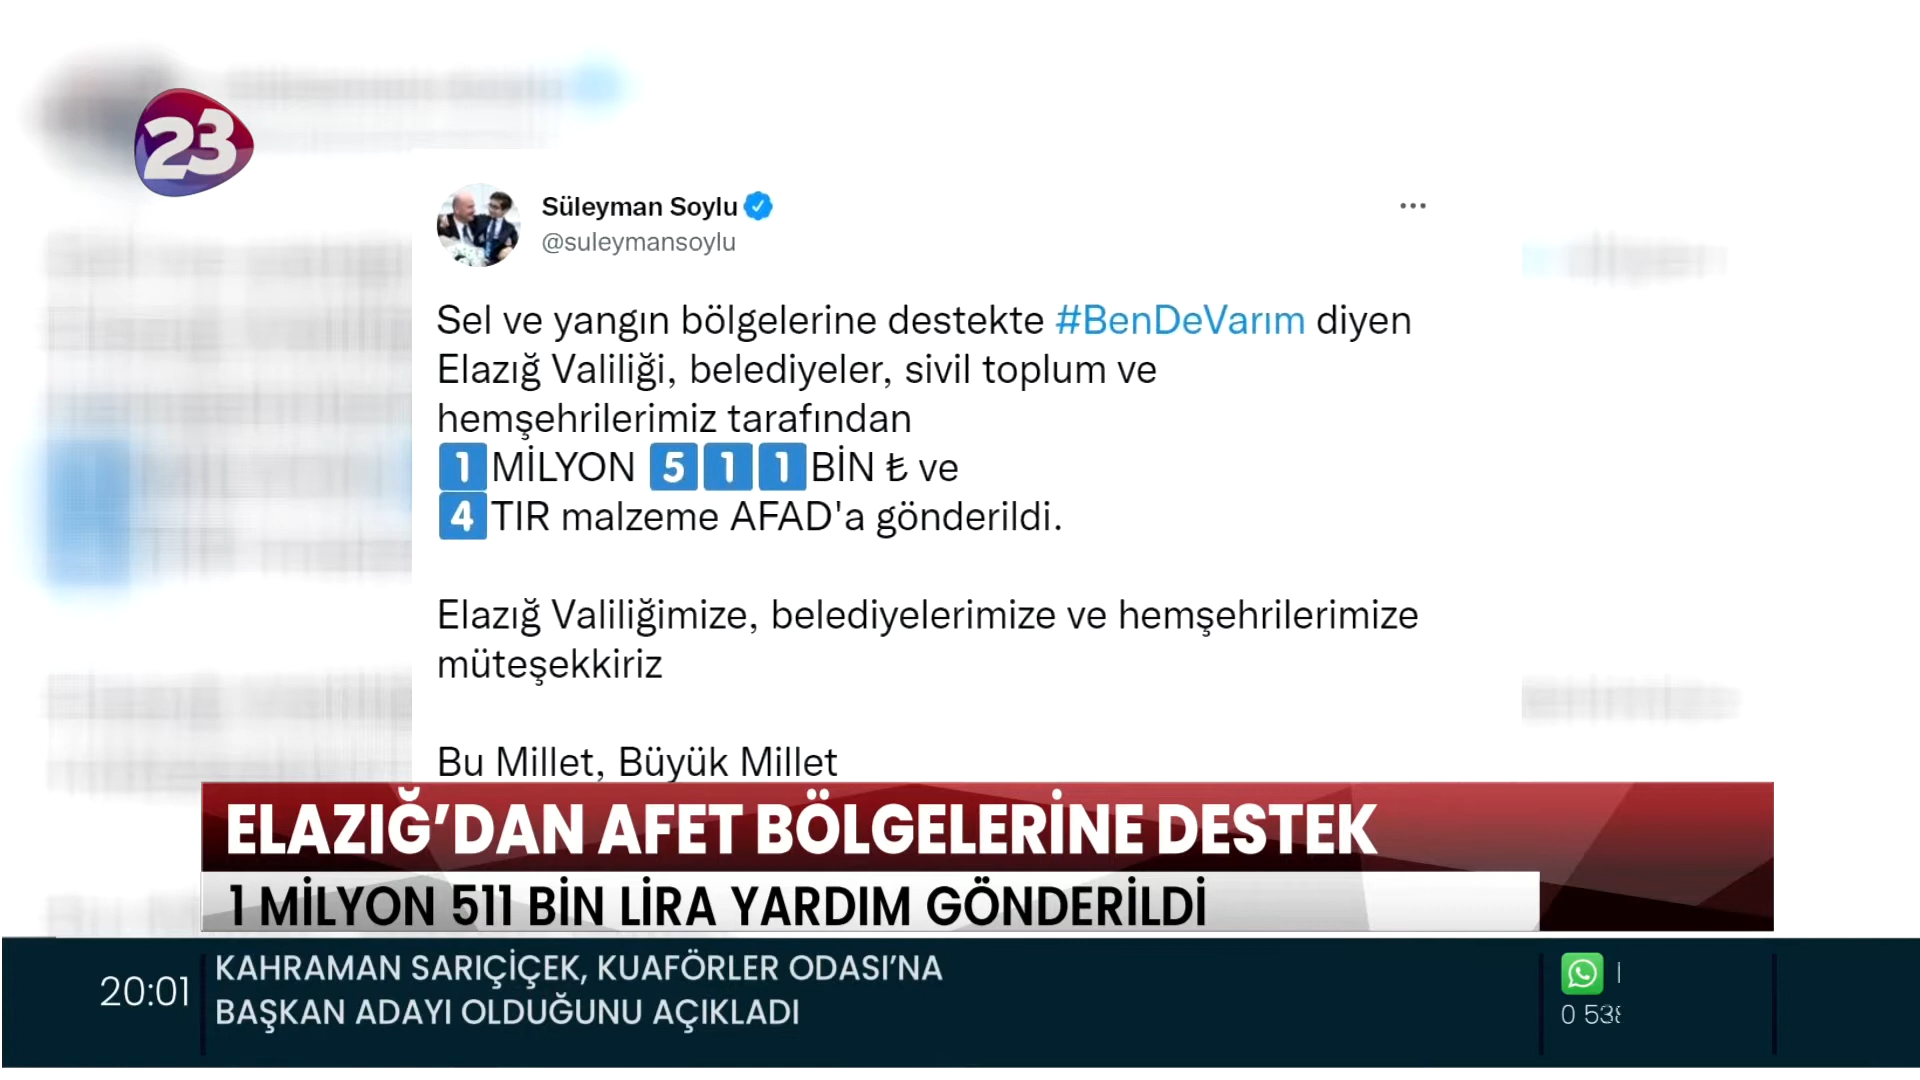 23
Süleyman Soylu
@suleymansoylu
Sel ve yangın bölgelerine destekte #BenDeVarım diyen
Elazığ Valiliği, belediyeler, sivil toplum ve
hemşehrilerimiz tarafından
1 MİLYON 5 1 1 BİN ₺ ve
4 TIR malzeme AFAD'a gönderildi.
Elazığ Valiliğimize, belediyelerimize ve hemşehrilerimize
müteşekkiriz
Bu Millet, Büyük Millet
ELAZIĞ'DAN AFET BÖLGELERİNE DESTEK
1 MİLYON 511 BİN LİRA YARDIM GÖNDERİLDİ
20:01
KAHRAMAN SARIÇİÇEK, KUAFÖRLER ODASI'NA
BAŞKAN ADAYI OLDUĞUNU AÇIKLADI
0 53